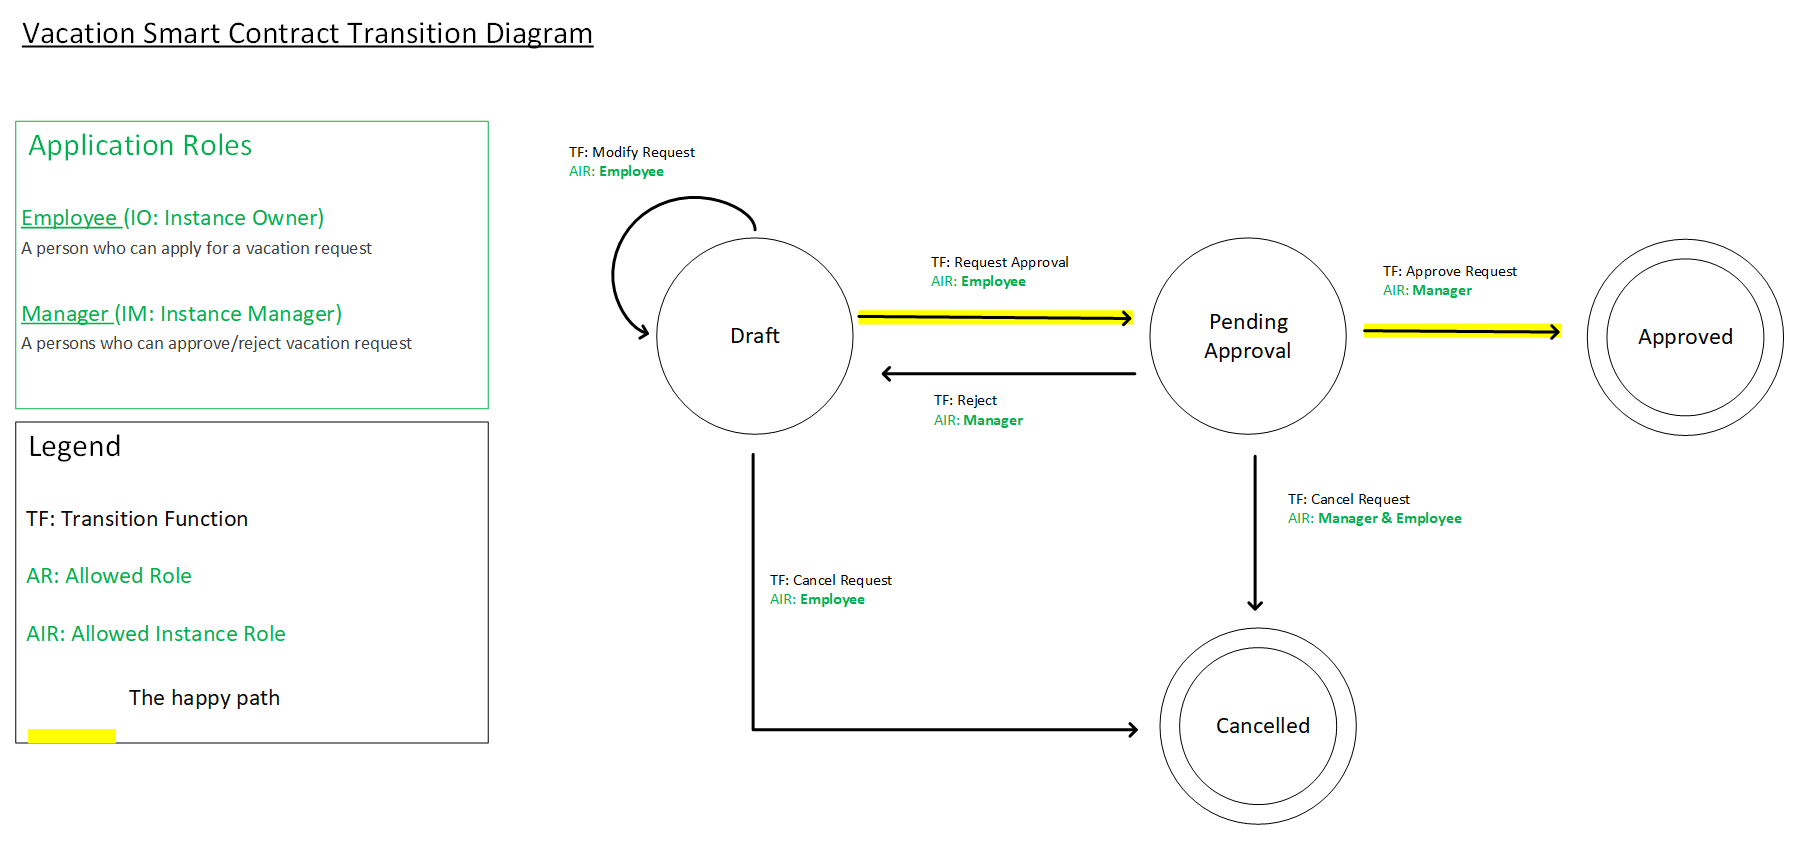 Vacation Smart Contract Transition Diagram
Application Roles
Employee (IO: Instance Owner)
A person who can apply for a vacation request
Manager (IM: Instance Manager)
A persons who can approve/reject vacation request
Legend
TF: Transition Function
AR: Allowed Role
AIR: Allowed Instance Role
The happy path
TF: Modify Request
AIR: Employee
Draft
TF: Request Approval
AIR: Employee
TF: Reject
AIR: Manager
Pending
Approval
TF: Approve Request
AIR: Manager
Approved
TF: Cancel Request
AIR: Manager & Employee
TF: Cancel Request
AIR: Employee
Cancelled